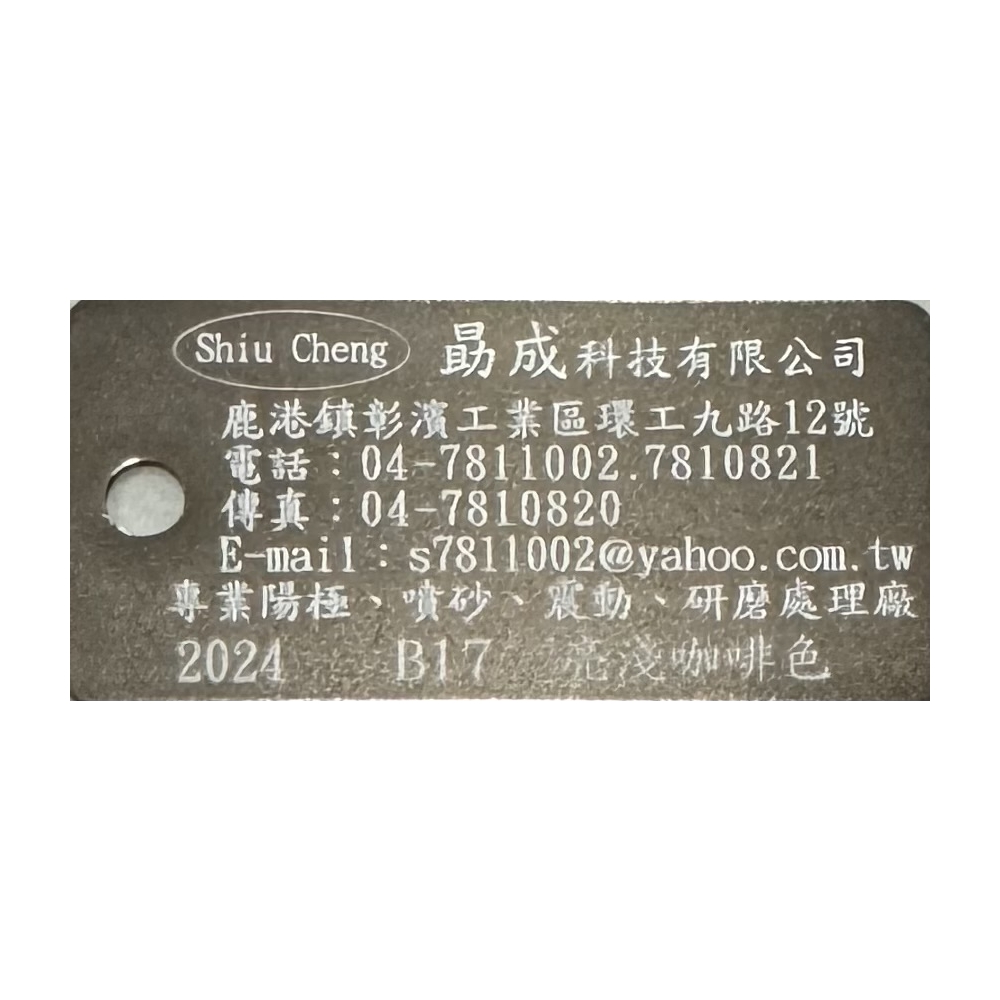 Shiu Cheng 勗成科技有限公司
鹿港鎮彰濱工業區環工九路12號
電話：04-7811002.7810821
傳真：04-7810820
E-mail：s7811002@yahoo.com.tw
專業陽極、噴砂、震動、研磨處理廠
2024 B17 亮淺咖啡色